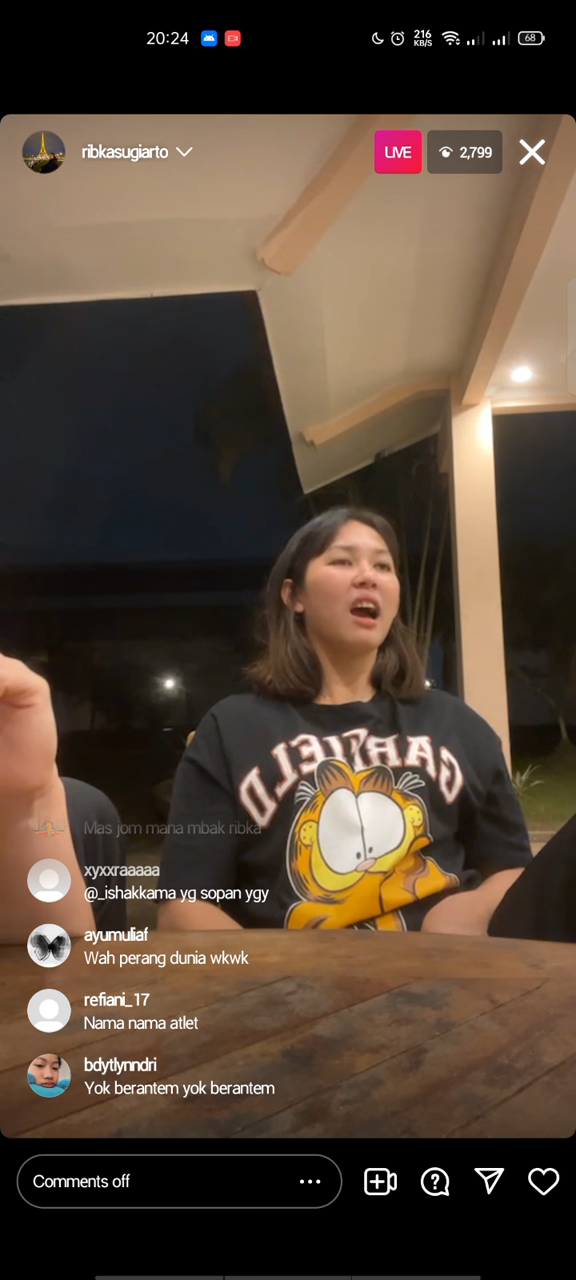 20:24
216
KB/S
68
ribkasugiarto
LIVE
2,799
GARFIELD
Mas jom mana mbak ribka
xyxxraaaaa
@_ishakkama yg sopan ygy
ayumuliaf
Wah perang dunia wkwk
refiani_17
Nama nama atlet
bdytlynndri
Yok berantem yok berantem
Comments off